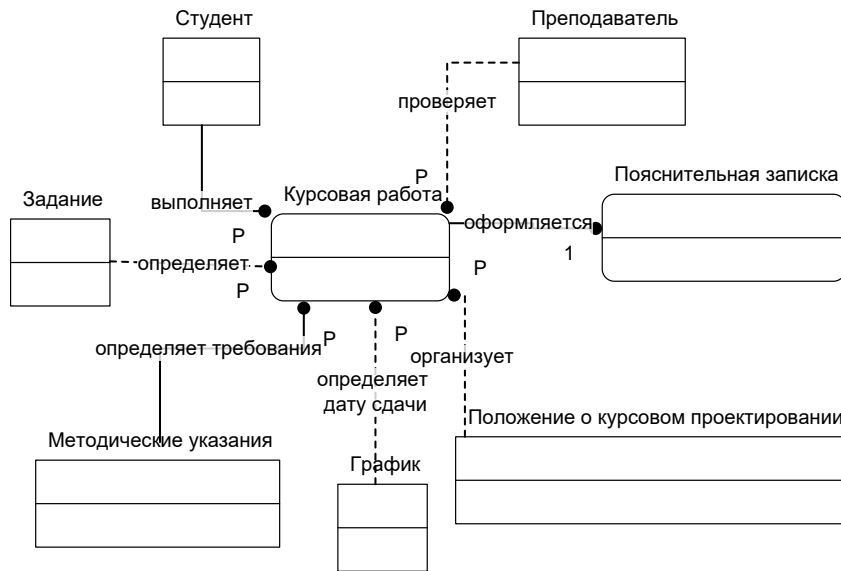 Студент
Преподаватель
проверяет
Пояснительная записка
Р
Задание
выполняет
Курсовая работа
оформляется
Р
1
определяет
Р
Р
определяет требования
Р
Р
организует
определяет
дату сдачи
Положение о курсовом проектировании
Методические указания
График